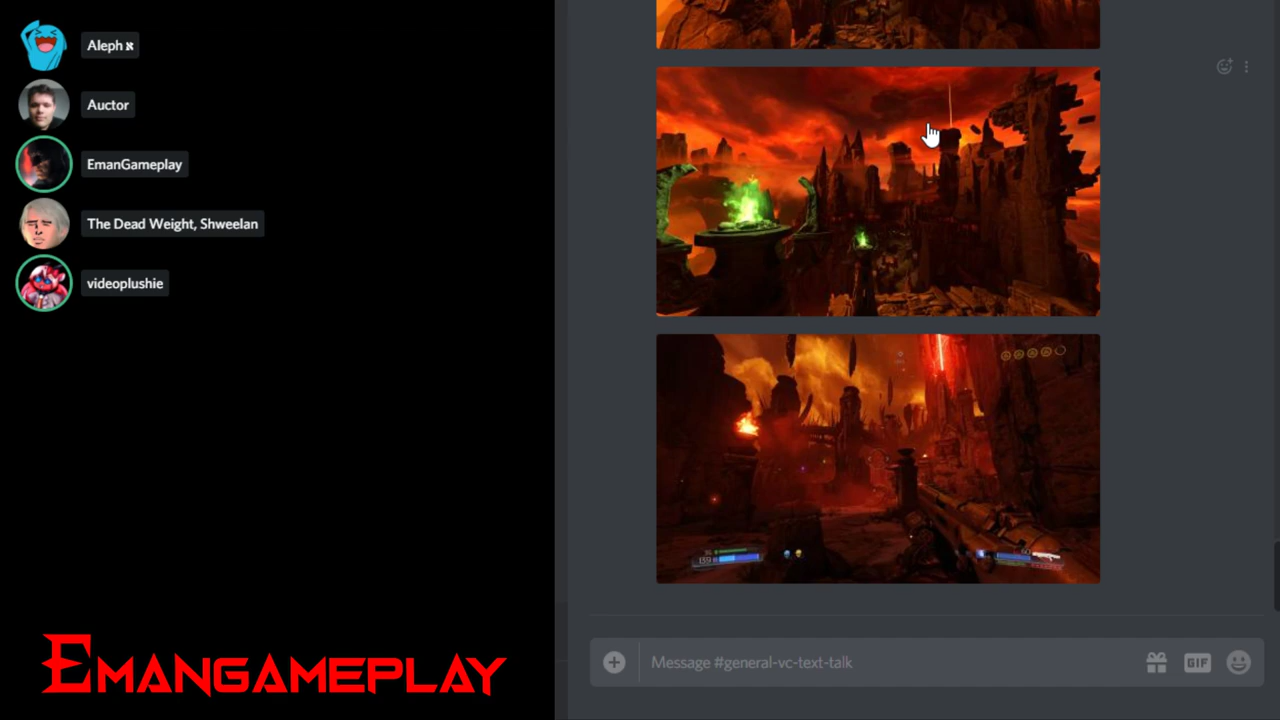 Aleph ℵ
Auctor
EmanGameplay
The Dead Weight, Shweelan
videoplushie
Message #general-vc-text-talk
GIF
EMANGAMEPLAY